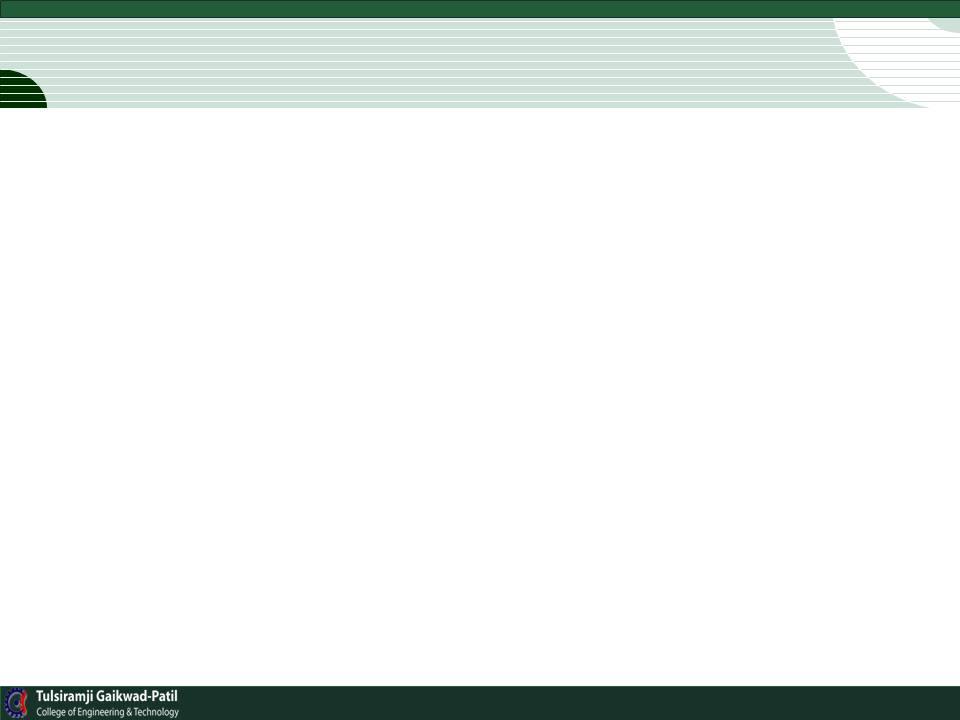 Tulsiramji Gaikwad-Patil
College of Engineering & Technology